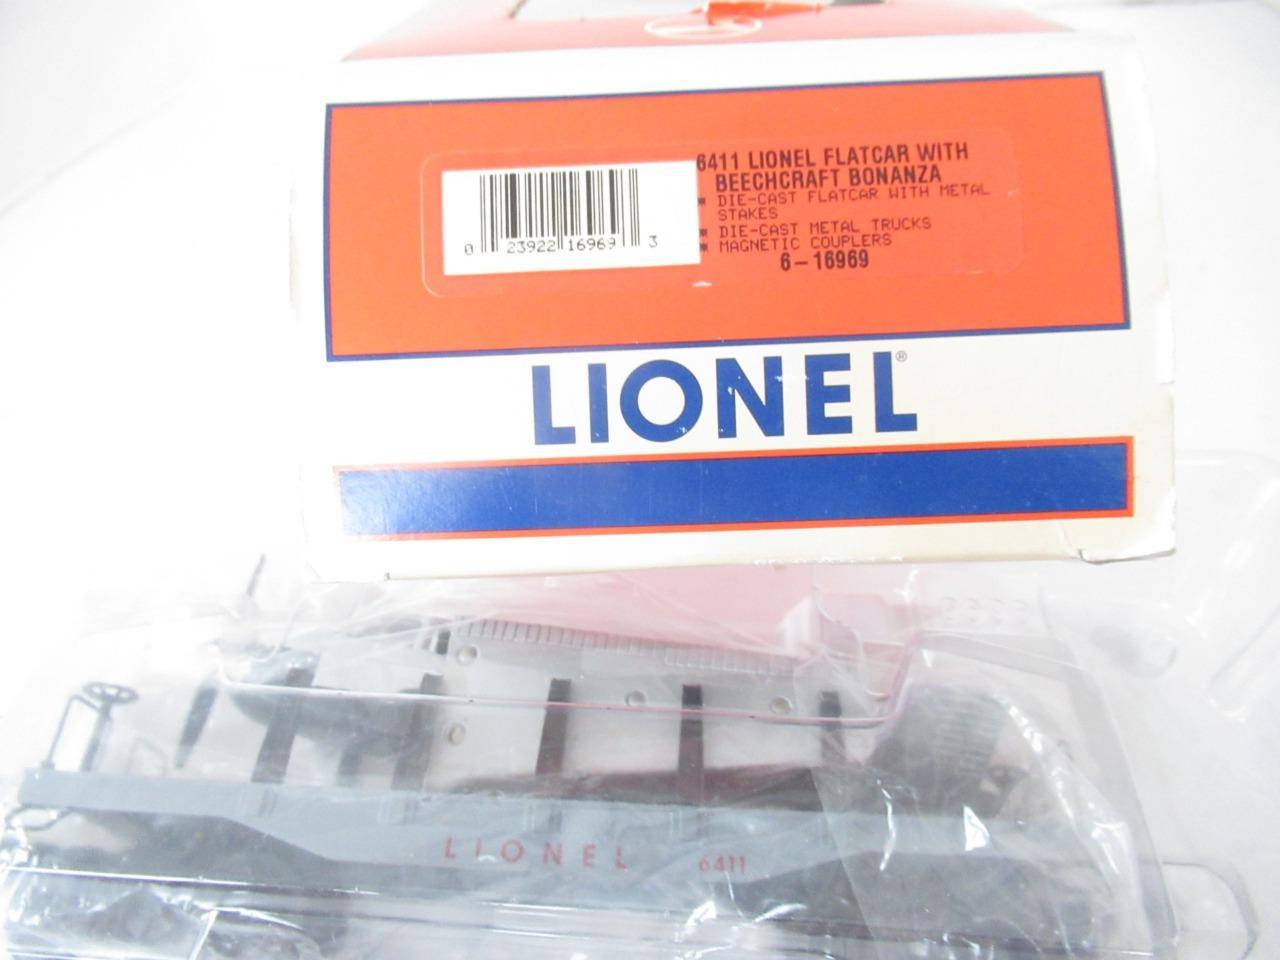 6411 LIONEL FLATCAR WITH
BEECHCRAFT BONANZA
DIE-CAST FLATCAR WITH METAL
STAKES
DIE-CAST METAL TRUCKS
MAGNETIC COUPLERS
6-16969
0 23922 16969 3
LIONEL®
LIONEL 6411